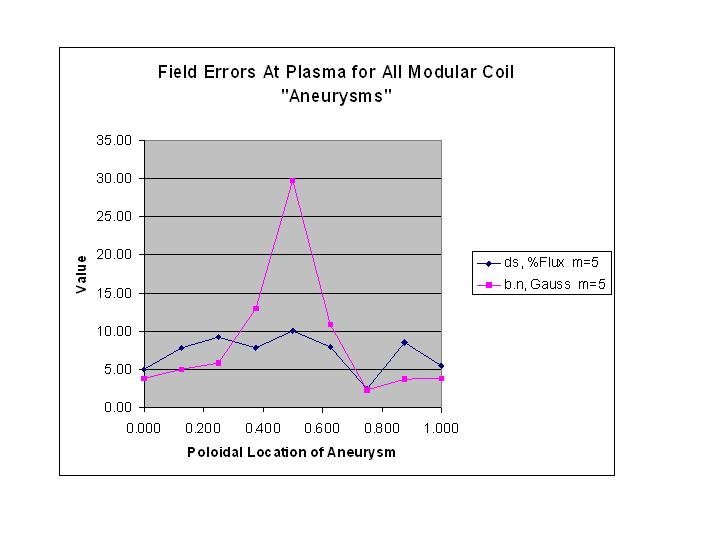 Field Errors At Plasma for All Modular Coil
"Aneurysms"
35.00
30.00
25.00
20.00
15.00
10.00
5.00
0.00
Value
0.000 0.200 0.400 0.600 0.800 1.000
Poloidal Location of Aneurysm
ds, %Flux m=5
b.n, Gauss m=5